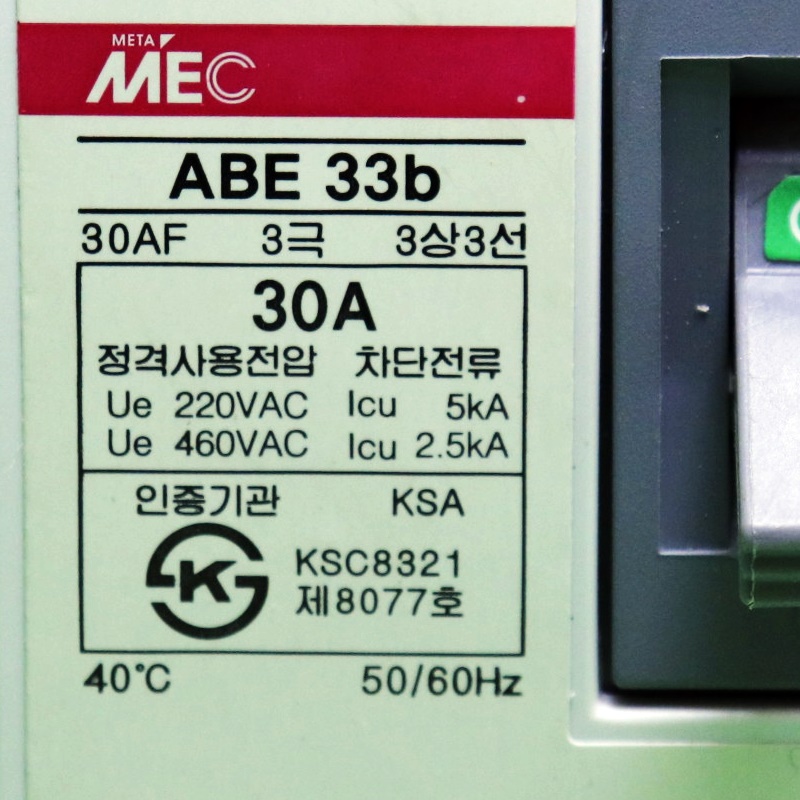 META
MEC
ABE 33b
30AF 3극 3상3선
30A
정격사용전압 차단전류
Ue 220VAC Icu 5kA
Ue 460VAC Icu 2.5kA
인증기관 KSA
KSC8321
제8077호
40℃ 50/60Hz